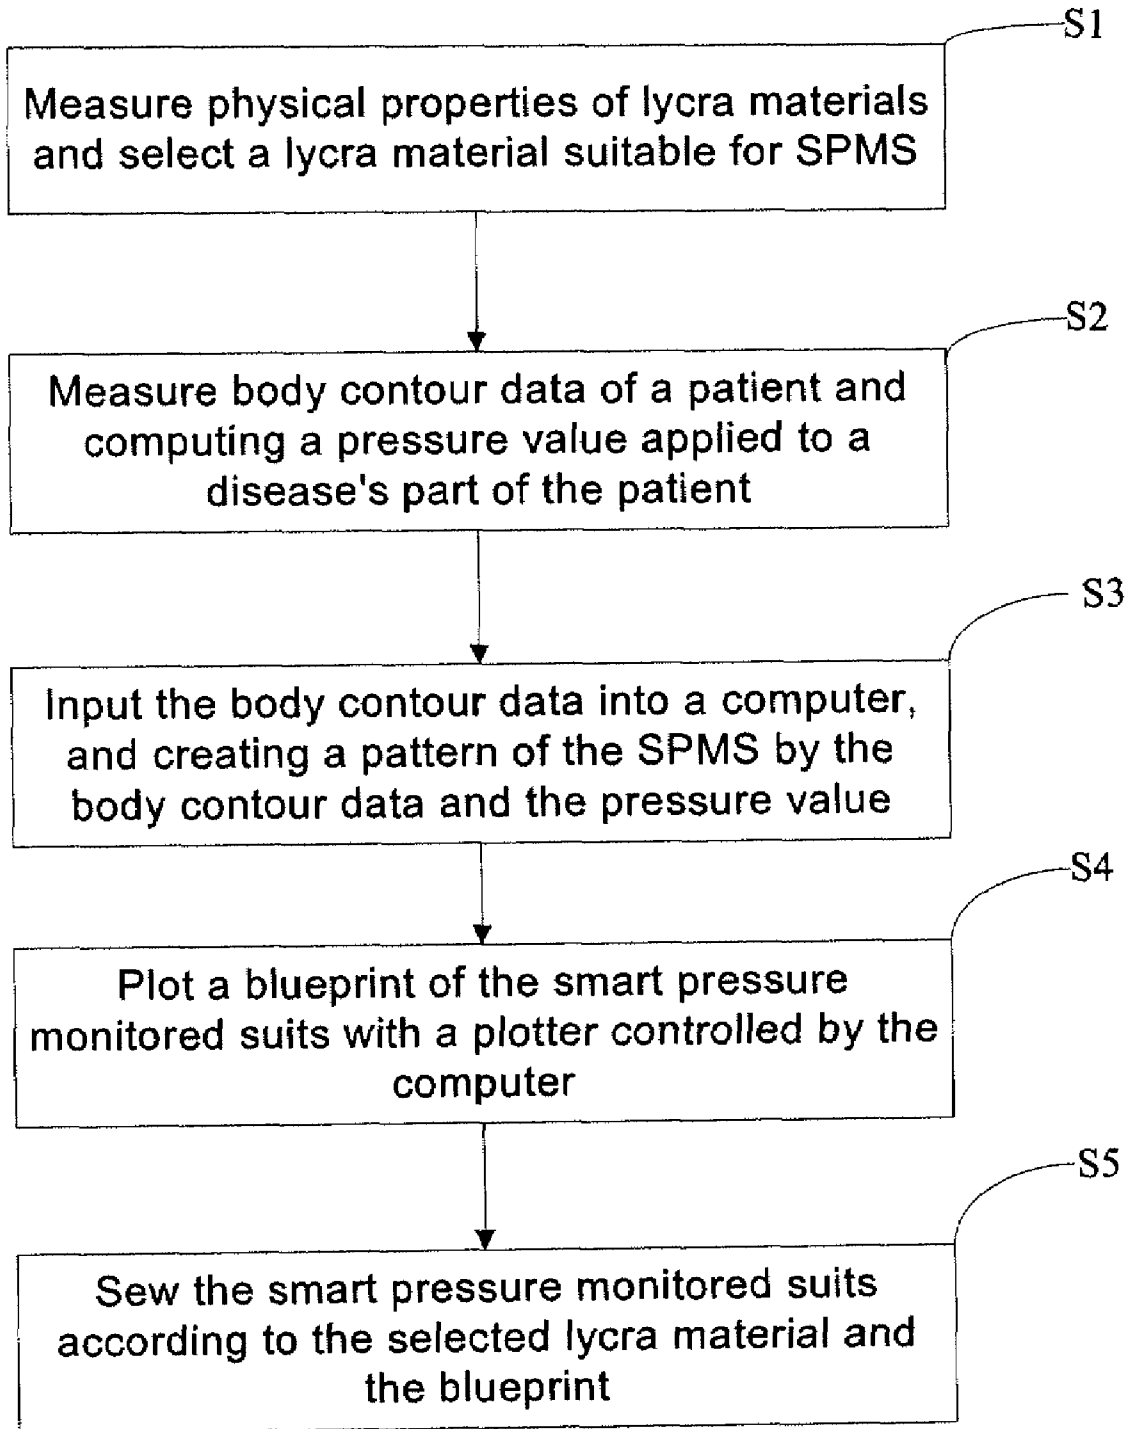 S1
Measure physical properties of lycra materials
and select a lycra material suitable for SPMS
S2
Measure body contour data of a patient and
computing a pressure value applied to a
disease's part of the patient
S3
Input the body contour data into a computer,
and creating a pattern of the SPMS by the
body contour data and the pressure value
S4
Plot a blueprint of the smart pressure
monitored suits with a plotter controlled by the
computer
S5
Sew the smart pressure monitored suits
according to the selected lycra material and
the blueprint